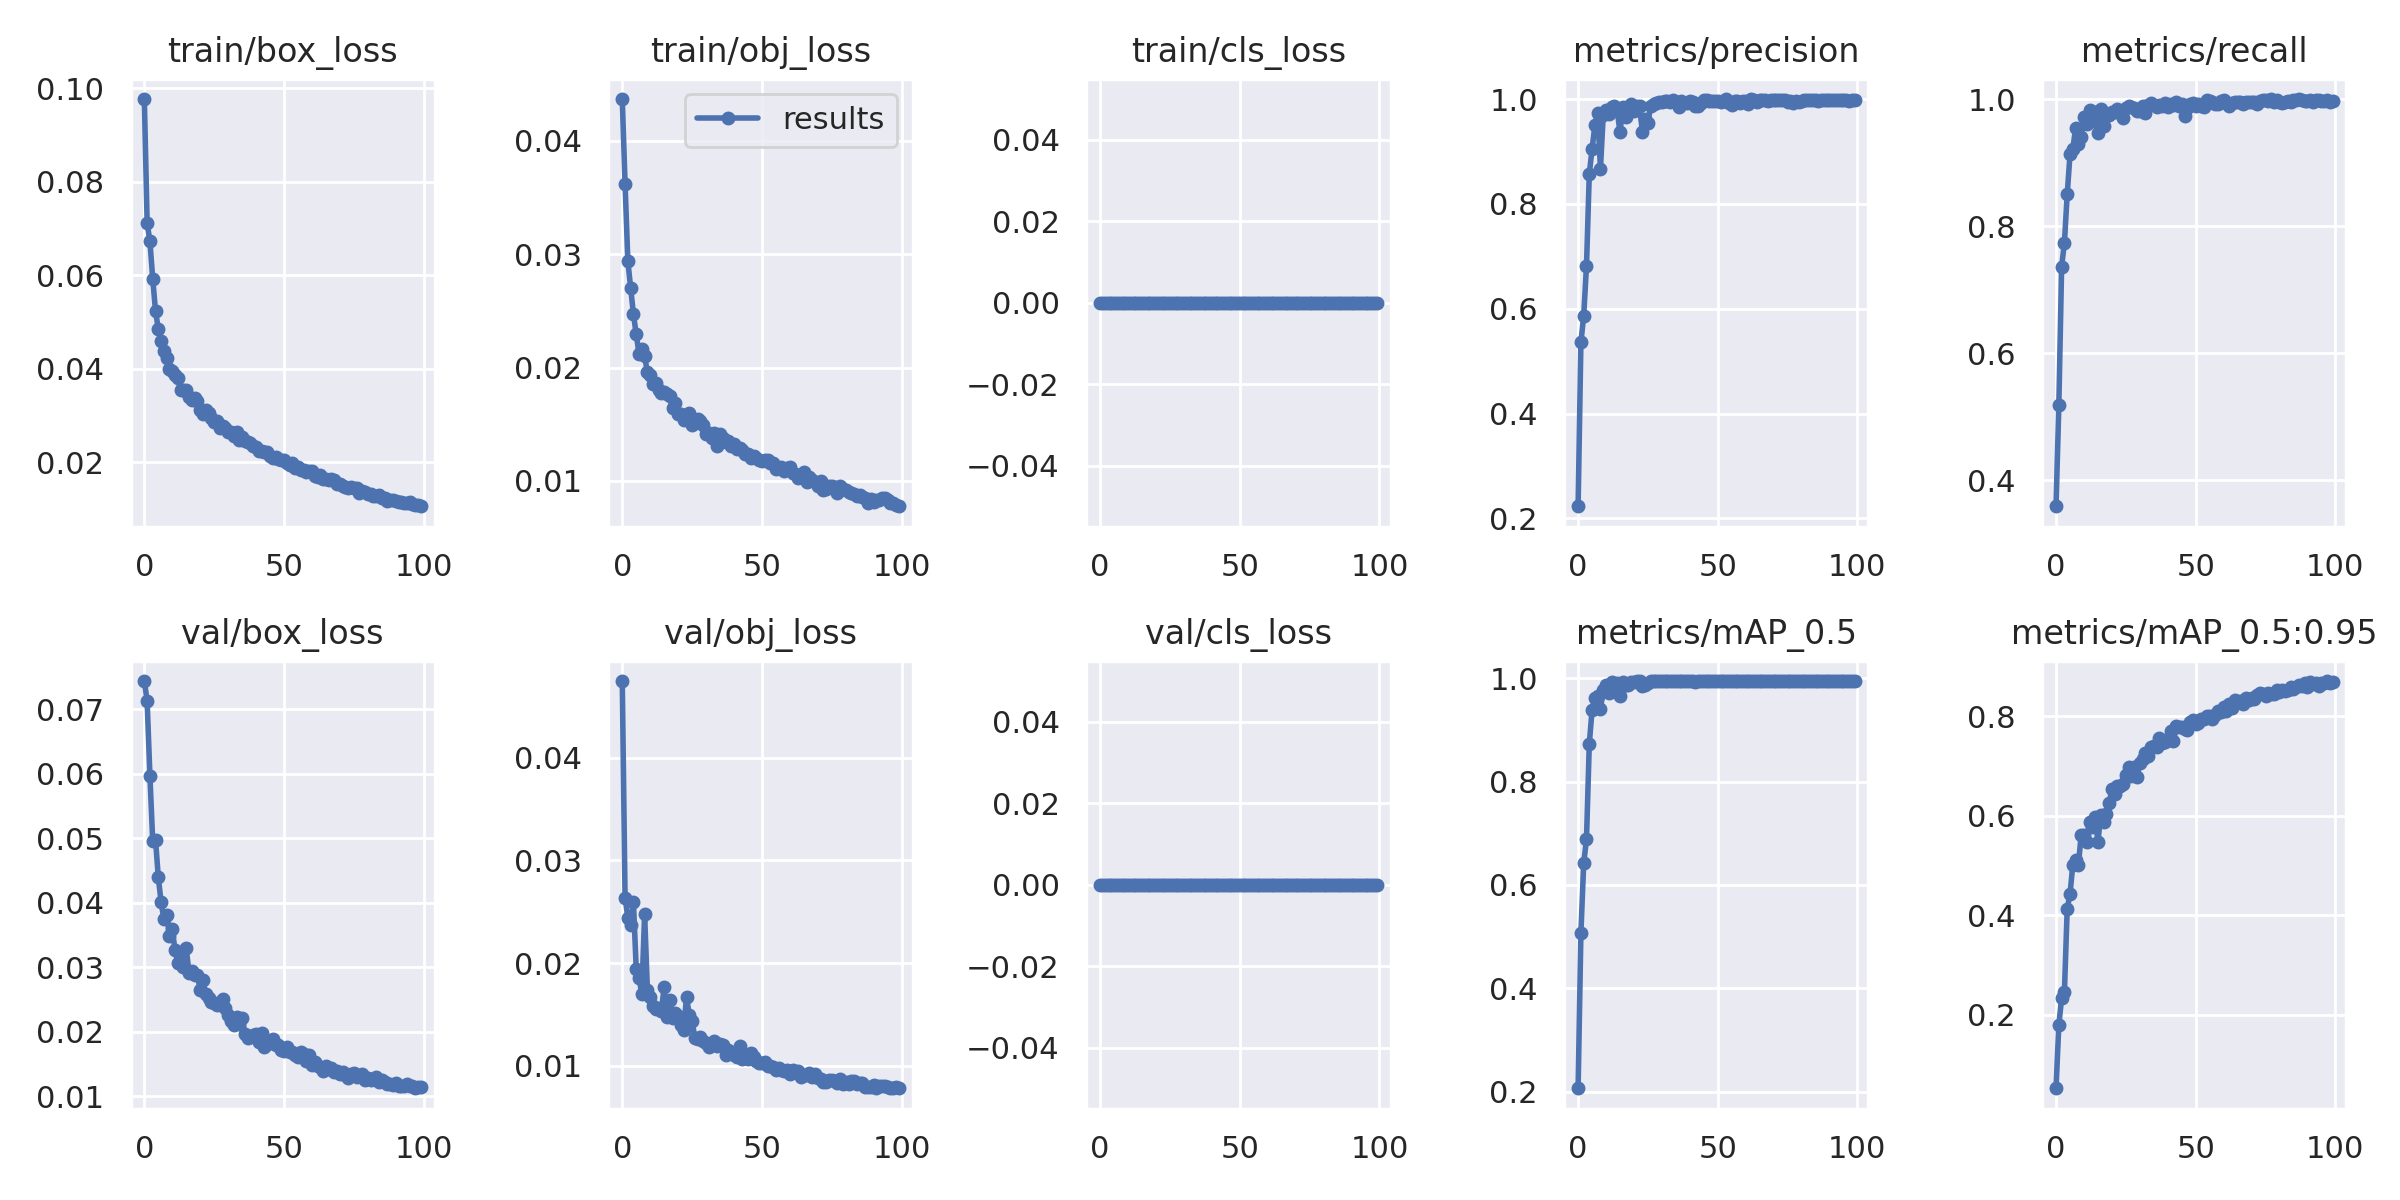 train/box_loss
0.10
0.08
0.06
0.04
0.02
0 50 100
train/obj_loss
results
0.04
0.03
0.02
0.01
0 50 100
train/cls_loss
0.04
0.02
0.00
−0.02
−0.04
0 50 100
metrics/precision
1.0
0.8
0.6
0.4
0.2
0 50 100
metrics/recall
1.0
0.8
0.6
0.4
0 50 100
val/box_loss
0.07
0.06
0.05
0.04
0.03
0.02
0.01
0 50 100
val/obj_loss
0.04
0.03
0.02
0.01
0 50 100
val/cls_loss
0.04
0.02
0.00
−0.02
−0.04
0 50 100
metrics/mAP_0.5
1.0
0.8
0.6
0.4
0.2
0 50 100
metrics/mAP_0.5:0.95
0.8
0.6
0.4
0.2
0 50 100